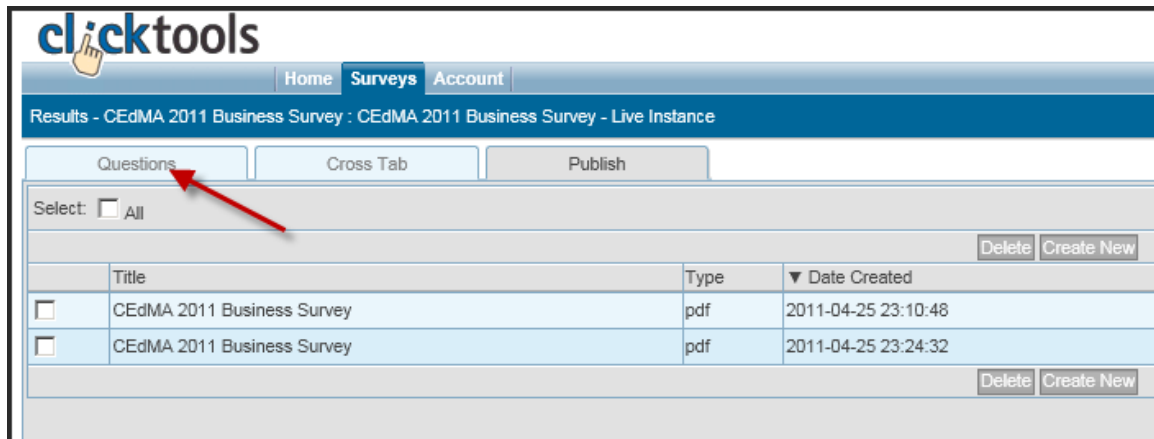 clicktools
Home Surveys Account
Results - CEdMA 2011 Business Survey : CEdMA 2011 Business Survey - Live Instance
Questions Cross Tab Publish
Select: All
Delete Create New
Title Type ▼ Date Created
CEdMA 2011 Business Survey pdf 2011-04-25 23:10:48
CEdMA 2011 Business Survey pdf 2011-04-25 23:24:32
Delete Create New